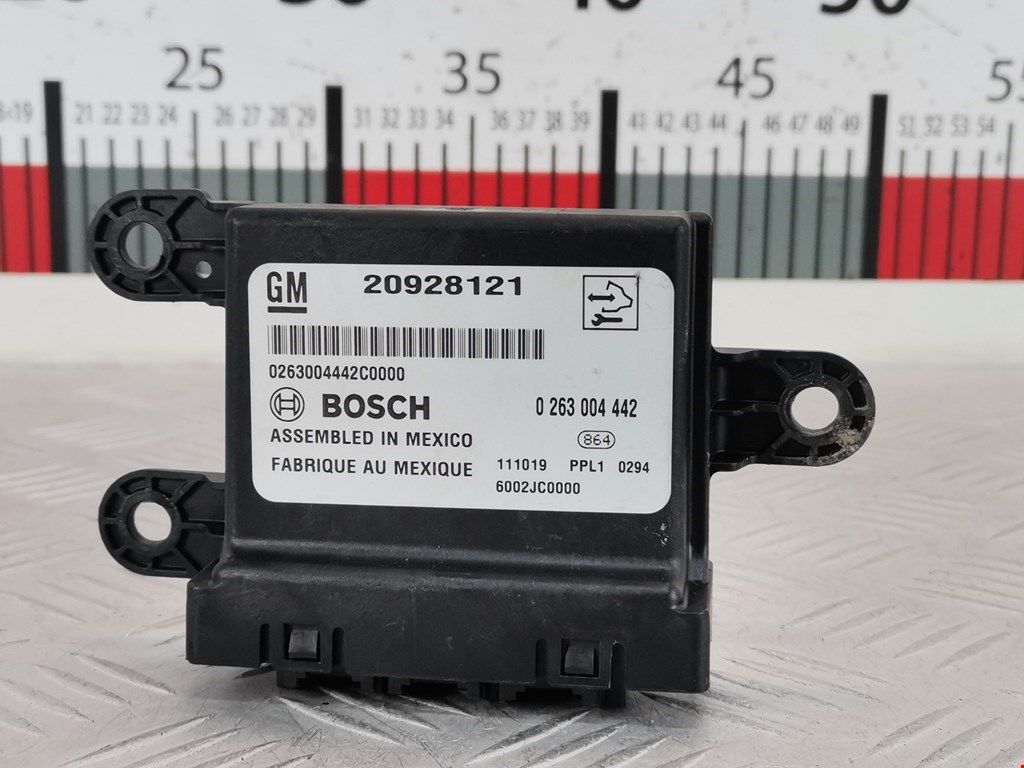 25 35 45 55
19 21 22 23 24 26 27 28 29 31 32 33 34 36 37 38 39 41 42 43 44 46 47 48 49 51 52 53 54
GM 20928121
0263004442C0000
BOSCH 0 263 004 442
ASSEMBLED IN MEXICO 864
FABRIQUE AU MEXIQUE 111019 PPL1 0294
6002JC0000